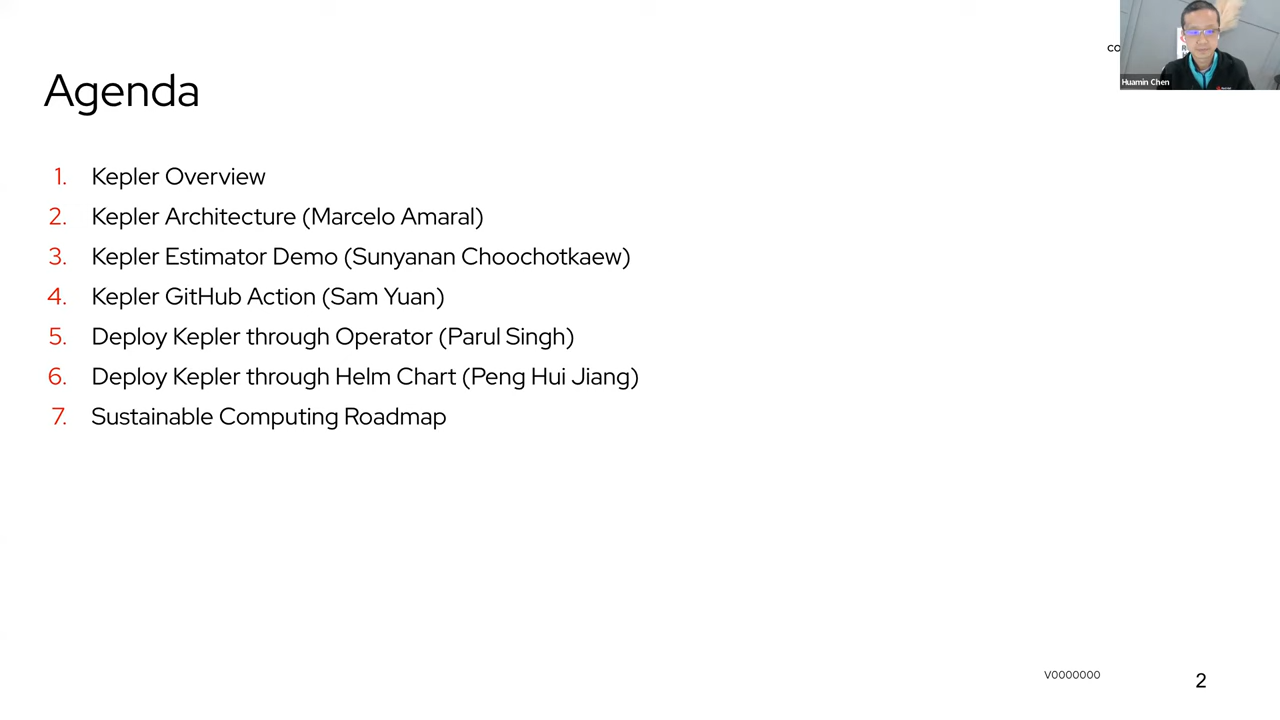 Agenda
1. Kepler Overview
2. Kepler Architecture (Marcelo Amaral)
3. Kepler Estimator Demo (Sunyanan Choochotkaew)
4. Kepler GitHub Action (Sam Yuan)
5. Deploy Kepler through Operator (Parul Singh)
6. Deploy Kepler through Helm Chart (Peng Hui Jiang)
7. Sustainable Computing Roadmap
Huamin Chen
V0000000
2